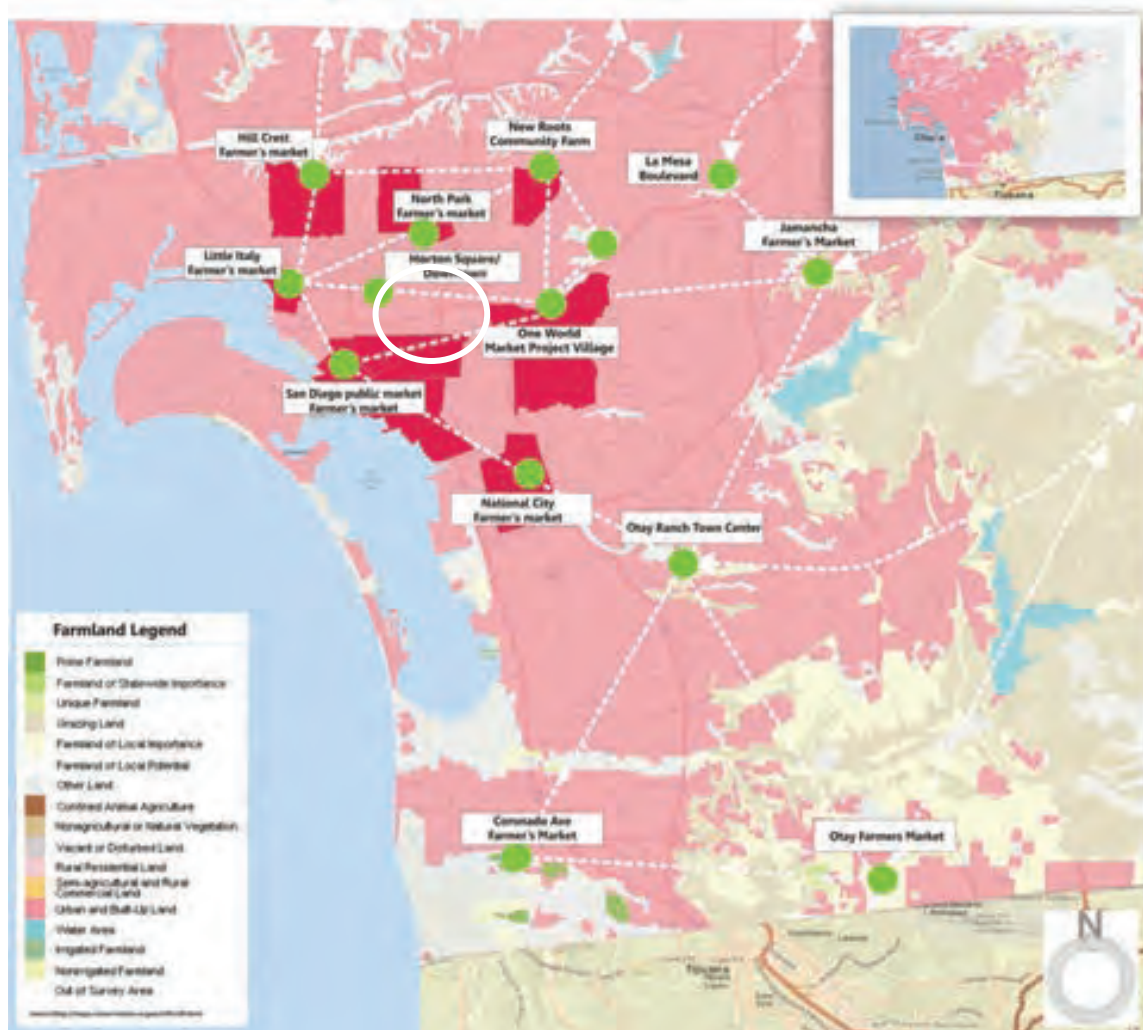 Hill Crest
Farmer's market
New Roots
Community Farm
La Mesa
Boulevard
North Park
Farmer's market
Jamancha
Farmer's Market
Little Italy
Farmer's market
Horton Square/
Downtown
One World
Market Project Village
San Diego public market
Farmer's market
National City
Farmer's market
Otay Ranch Town Center
Coronado Ave
Farmer's Market
Otay Farmers Market
Tijuana
Farmland Legend
Prime Farmland
Farmland of Statewide Importance
Unique Farmland
Grazing Land
Farmland of Local Importance
Farmland of Local Potential
Other Land
Confined Animal Agriculture
Nonagricultural or Natural Vegetation
Vacant or Disturbed Land
Rural Residential Land
Semi-agricultural and Rural
Commercial Land
Urban and Built-Up Land
Water Area
Irrigated Farmland
Nonirrigated Farmland
Out of Survey Area
Tijuana
N